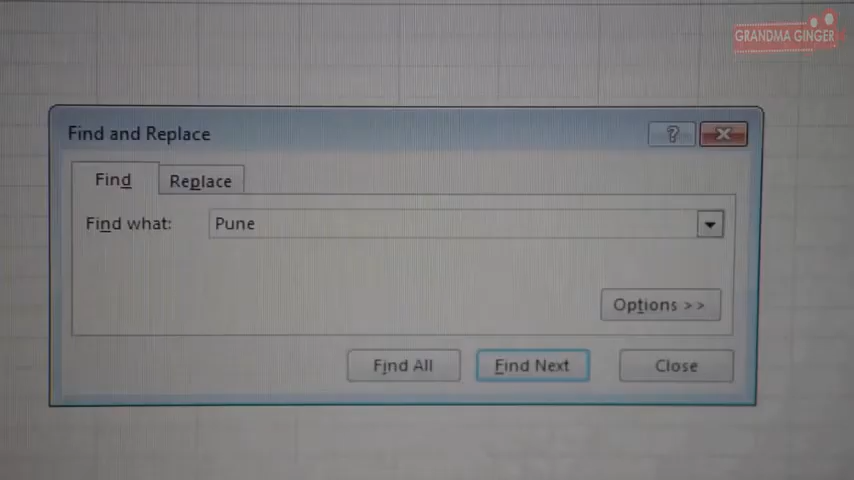 GRANDMA GINGER
Find and Replace
Find Replace
Find what: Pune
Options >>
Find All Find Next Close